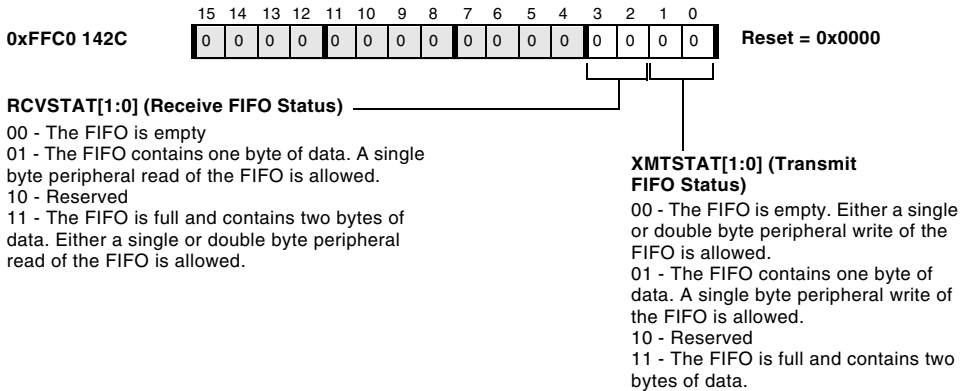 15 14 13 12 11 10 9 8 7 6 5 4 3 2 1 0
0xFFC0 142C
0 0 0 0 0 0 0 0 0 0 0 0 0 0 0 0
Reset = 0x0000
RCVSTAT[1:0] (Receive FIFO Status)
00 - The FIFO is empty
01 - The FIFO contains one byte of data. A single
byte peripheral read of the FIFO is allowed.
10 - Reserved
11 - The FIFO is full and contains two bytes of
data. Either a single or double byte peripheral
read of the FIFO is allowed.
XMTSTAT[1:0] (Transmit
FIFO Status)
00 - The FIFO is empty. Either a single
or double byte peripheral write of the
FIFO is allowed.
01 - The FIFO contains one byte of
data. A single byte peripheral write of
the FIFO is allowed.
10 - Reserved
11 - The FIFO is full and contains two
bytes of data.